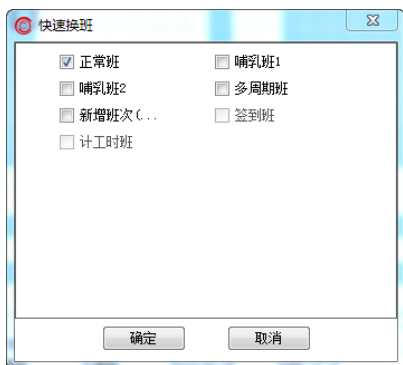 快速换班
正常班 哺乳班1
哺乳班2 多周期班
新增班次(... 签到班
计工时班
确定 取消